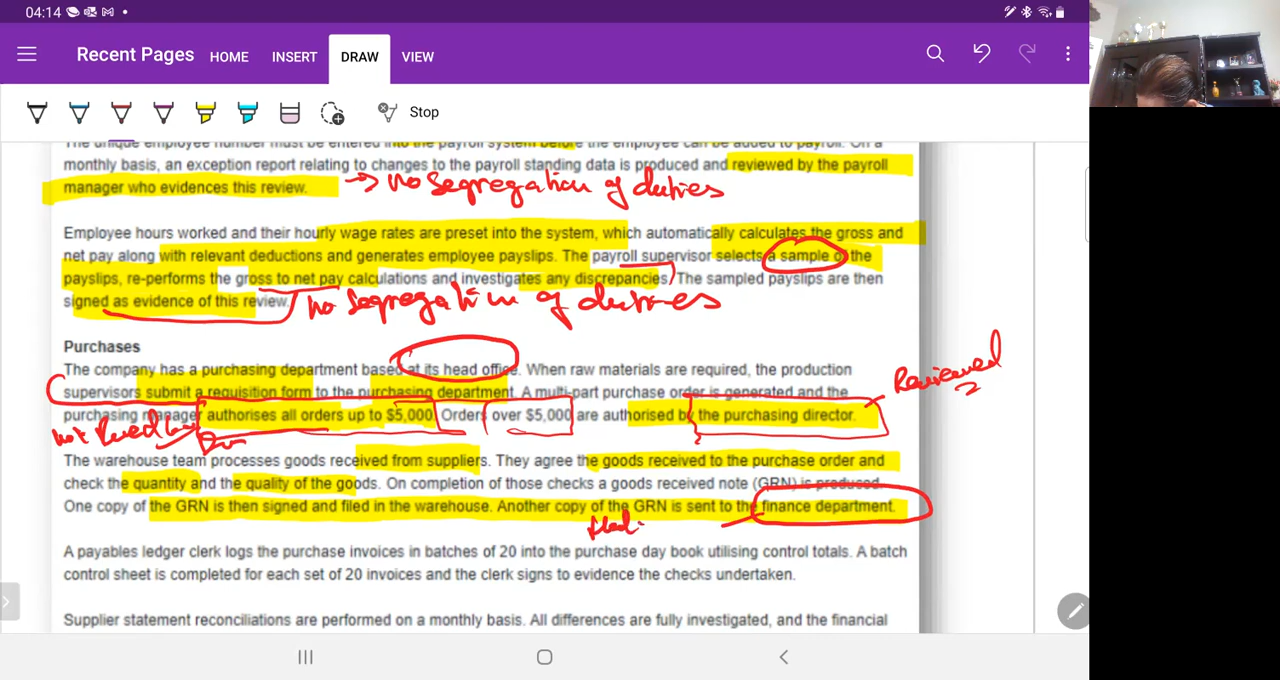 04:14
Recent Pages HOME INSERT DRAW VIEW
Stop
The unique employee number must be entered into the payroll system before the employee can be added to payroll. On a
monthly basis, an exception report relating to changes to the payroll standing data is produced and reviewed by the payroll
manager who evidences this review. → no segregation of duties
Employee hours worked and their hourly wage rates are preset into the system, which automatically calculates the gross and
net pay along with relevant deductions and generates employee payslips. The payroll supervisor selects a sample of the
payslips, re-performs the gross to net pay calculations and investigates any discrepancies. The sampled payslips are then
signed as evidence of this review. no segregation of duties
Purchases
The company has a purchasing department based at its head office. When raw materials are required, the production
supervisors submit a requisition form to the purchasing department. A multi-part purchase order is generated and the
Reviewed
purchasing manager authorises all orders up to $5,000. Orders over $5,000 are authorised by the purchasing director.
not
The warehouse team processes goods received from suppliers. They agree the goods received to the purchase order and
check the quantity and the quality of the goods. On completion of those checks a goods received note (GRN) is produced.
One copy of the GRN is then signed and filed in the warehouse. Another copy of the GRN is sent to the finance department.
A payables ledger clerk logs the purchase invoices in batches of 20 into the purchase day book utilising control totals. A batch
control sheet is completed for each set of 20 invoices and the clerk signs to evidence the checks undertaken.
Supplier statement reconciliations are performed on a monthly basis. All differences are fully investigated, and the financial